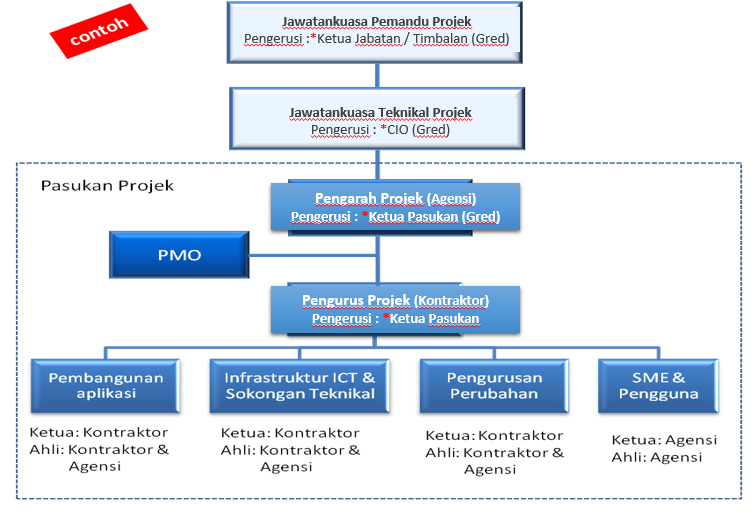 contoh
Jawatankuasa Pemandu Projek
Pengerusi :*Ketua Jabatan / Timbalan (Gred)
Jawatankuasa Teknikal Projek
Pengerusi : *CIO (Gred)
Pasukan Projek
Pengarah Projek (Agensi)
Pengerusi : *Ketua Pasukan (Gred)
PMO
Pengurus Projek (Kontraktor)
Pengerusi : *Ketua Pasukan
Pembangunan
aplikasi
Ketua: Kontraktor
Ahli: Kontraktor &
Agensi
Infrastruktur ICT &
Sokongan Teknikal
Ketua: Kontraktor
Ahli: Kontraktor &
Agensi
Pengurusan
Perubahan
Ketua: Kontraktor
Ahli: Kontraktor &
Agensi
SME &
Pengguna
Ketua: Agensi
Ahli: Agensi